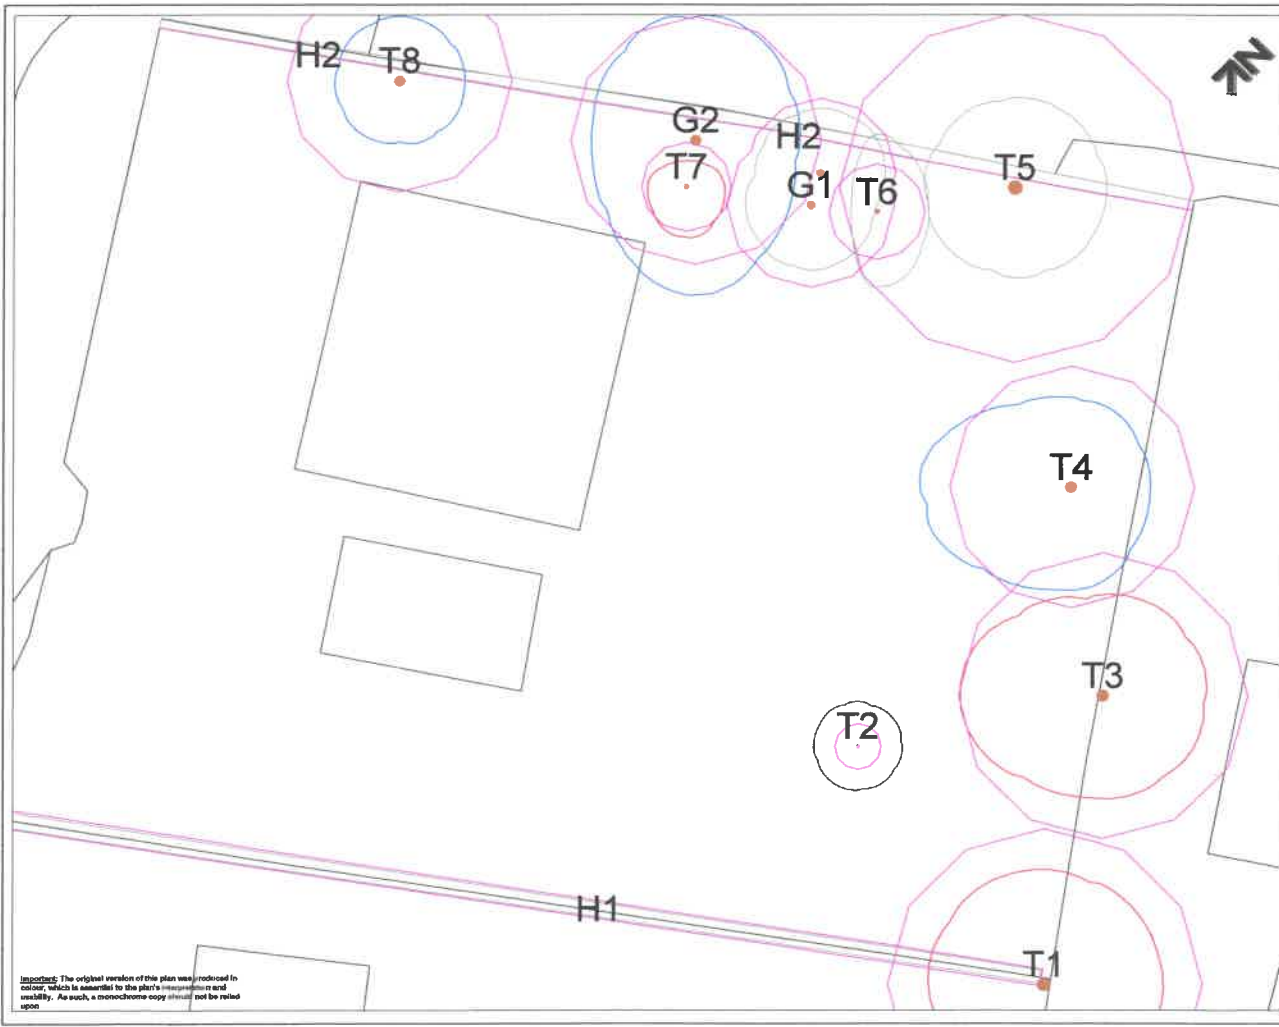 H2
T8
G2
H2
T7
G1
T6
T5
N
T4
T3
T2
H1
T1
Important: The original version of this plan was produced in
colour, which is essential to the plan's interpretation and
usability. As such, a monochrome copy should not be relied
upon